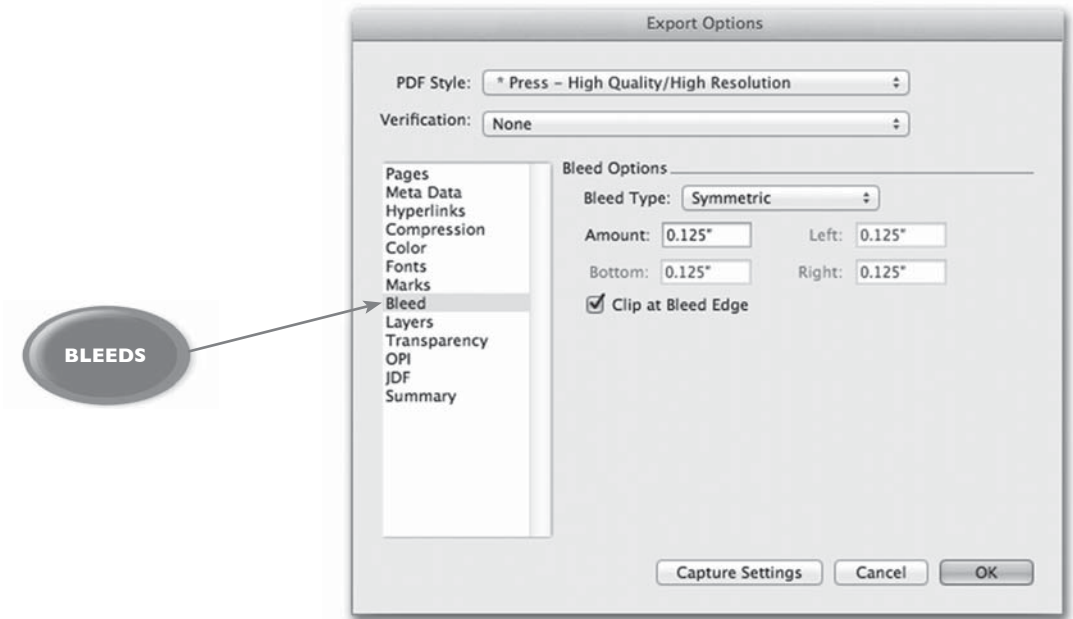 Export Options
PDF Style: * Press – High Quality/High Resolution
Verification: None
Pages
Meta Data
Hyperlinks
Compression
Color
Fonts
Marks
Bleed
Layers
Transparency
OPI
JDF
Summary
Bleed Options
Bleed Type: Symmetric
Amount: 0.125" Left: 0.125"
Bottom: 0.125" Right: 0.125"
Clip at Bleed Edge
BLEEDS
Capture Settings Cancel OK